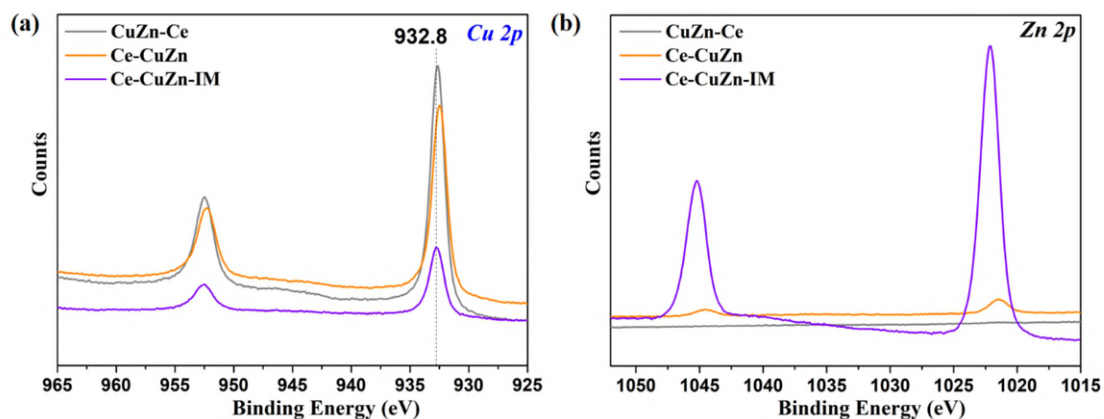 (a)
CuZn-Ce
Ce-CuZn
Ce-CuZn-IM
932.8
Cu 2p
Counts
965 960 955 950 945 940 935 930 925
Binding Energy (eV)
(b)
CuZn-Ce
Ce-CuZn
Ce-CuZn-IM
Zn 2p
Counts
1050 1045 1040 1035 1030 1025 1020 1015
Binding Energy (eV)